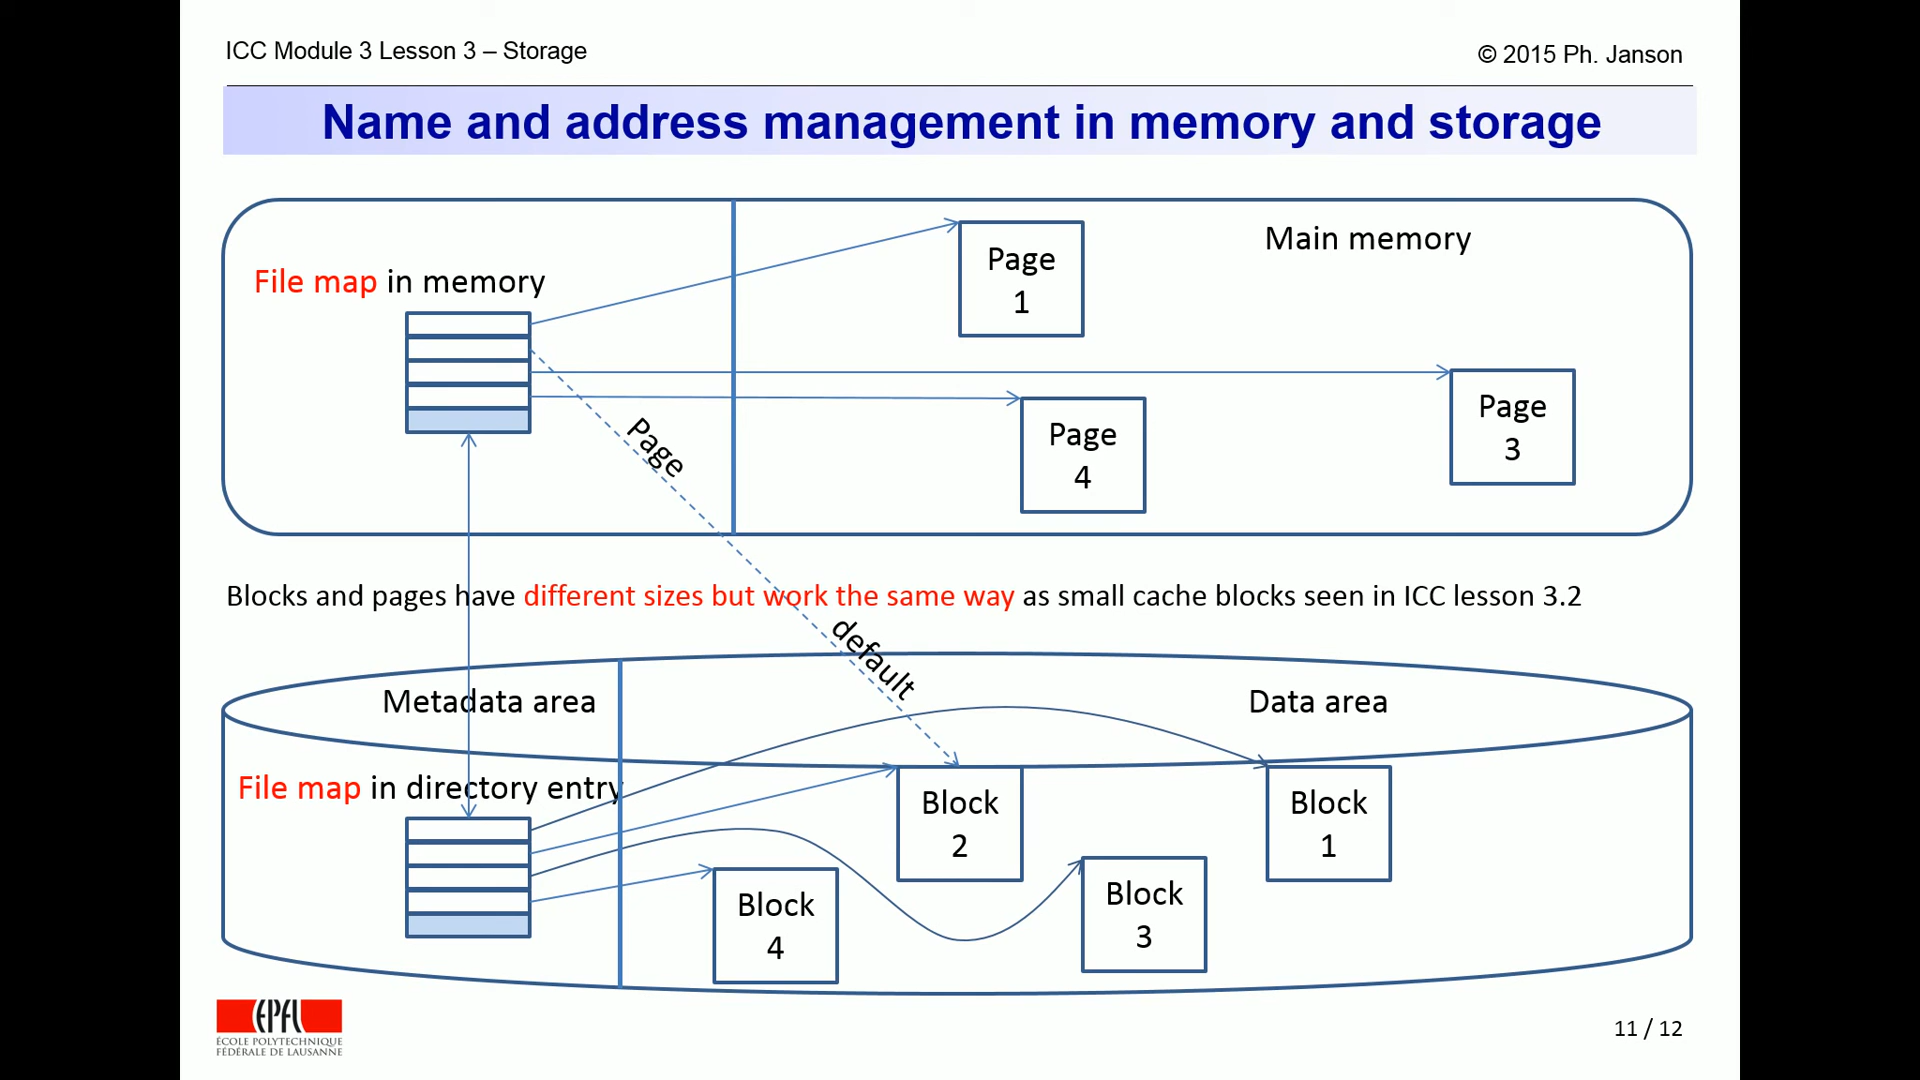 ICC Module 3 Lesson 3 – Storage
© 2015 Ph. Janson
Name and address management in memory and storage
Main memory
File map in memory
Page
1
Page
3
Page
4
Page
default
Blocks and pages have different sizes but work the same way as small cache blocks seen in ICC lesson 3.2
Metadata area
Data area
File map in directory entry
Block
2
Block
1
Block
3
Block
4
EPFL
ÉCOLE POLYTECHNIQUE
FÉDÉRALE DE LAUSANNE
11 / 12